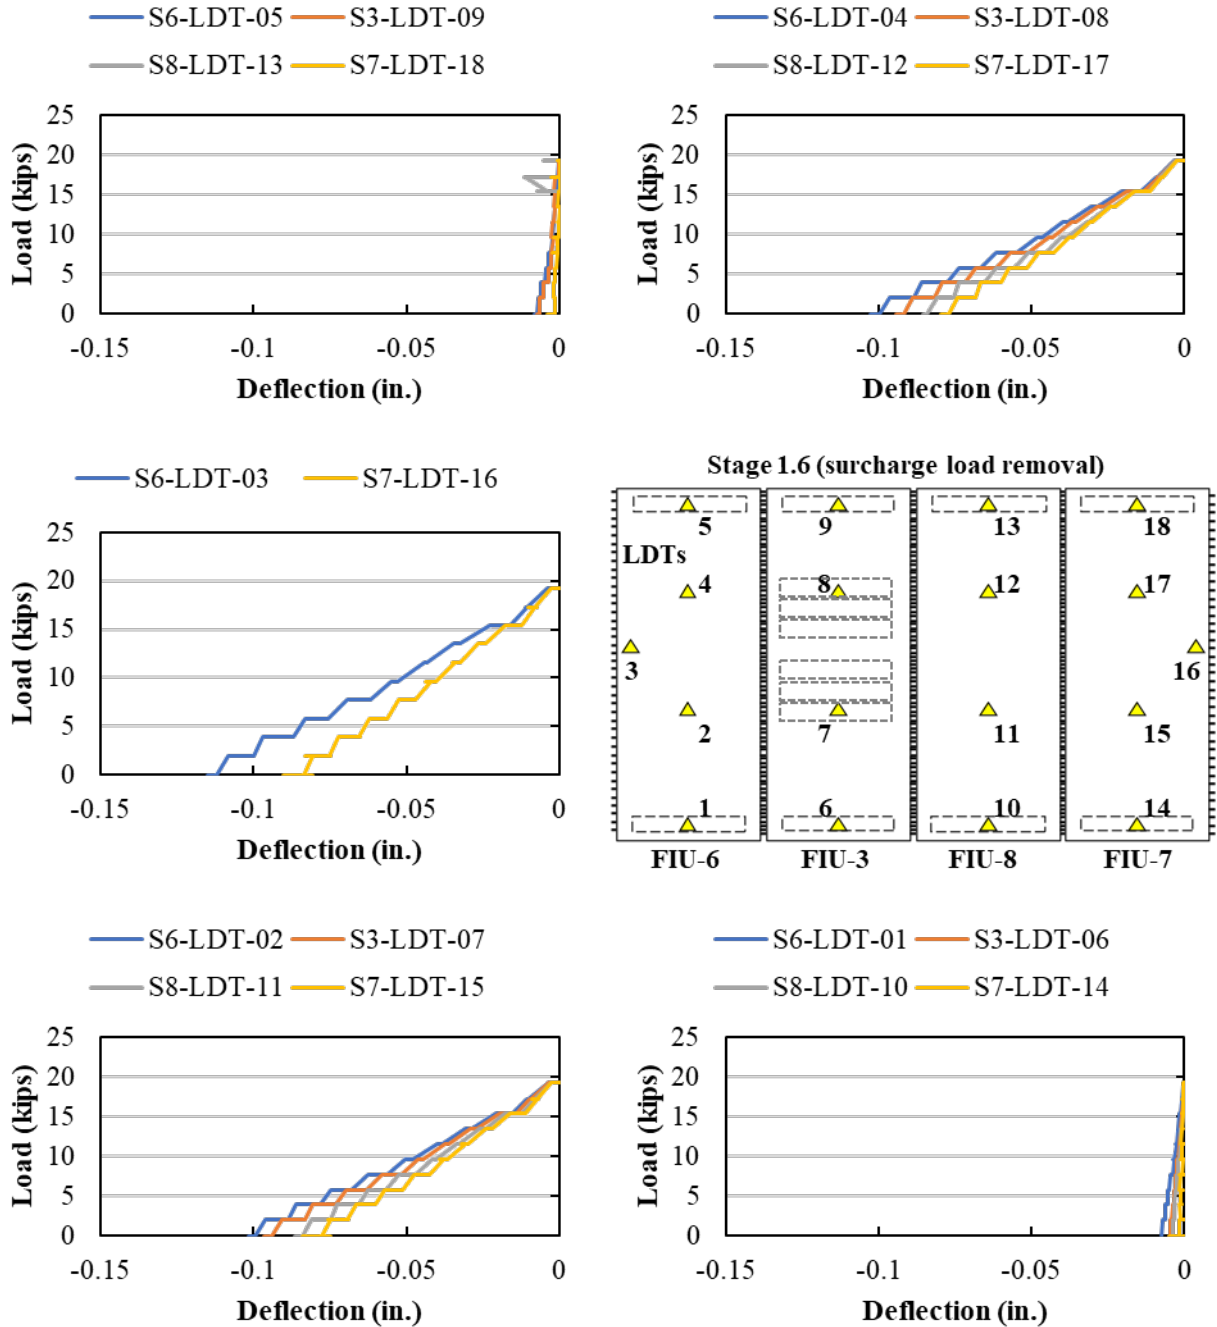 S6-LDT-05 S3-LDT-09
S8-LDT-13 S7-LDT-18
25
20
15
10
5
0
Load (kips)
-0.15 -0.1 -0.05 0
Deflection (in.)
S6-LDT-04 S3-LDT-08
S8-LDT-12 S7-LDT-17
25
20
15
10
5
0
Load (kips)
-0.15 -0.1 -0.05 0
Deflection (in.)
S6-LDT-03 S7-LDT-16
25
20
15
10
5
0
Load (kips)
-0.15 -0.1 -0.05 0
Deflection (in.)
Stage 1.6 (surcharge load removal)
5 9 13 18
LDTs
4 8 12 17
3 16
2 7 11 15
1 6 10 14
FIU-6 FIU-3 FIU-8 FIU-7
S6-LDT-02 S3-LDT-07
S8-LDT-11 S7-LDT-15
25
20
15
10
5
0
Load (kips)
-0.15 -0.1 -0.05 0
Deflection (in.)
S6-LDT-01 S3-LDT-06
S8-LDT-10 S7-LDT-14
25
20
15
10
5
0
Load (kips)
-0.15 -0.1 -0.05 0
Deflection (in.)